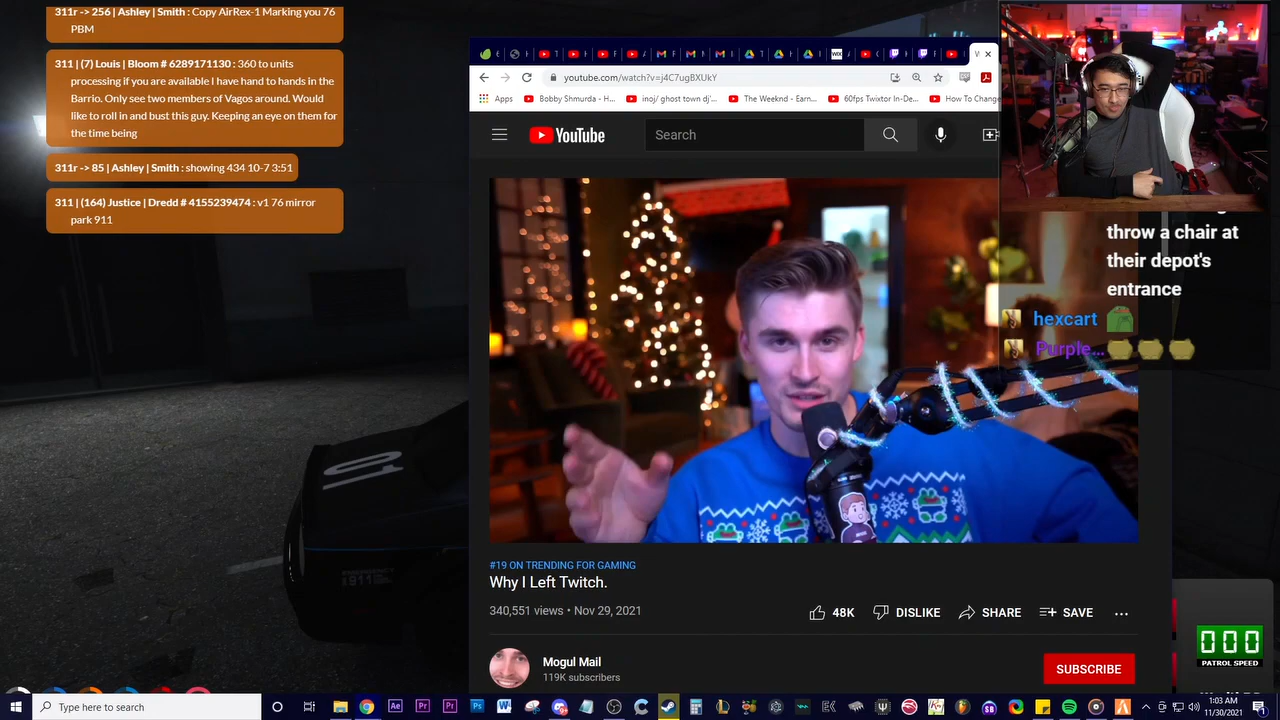 311r -> 256 | Ashley | Smith : Copy AirRex-1 Marking you 76
PBM
311 | (7) Louis | Bloom # 6289171130 : 360 to units
processing if you are available I have hand to hands in the
Barrio. Only see two members of Vagos around. Would
like to roll in and bust this guy. Keeping an eye on them for
the time being
311r -> 85 | Ashley | Smith : showing 434 10-7 3:51
311 | (164) Justice | Dredd # 4155239474 : v1 76 mirror
park 911
youtube.com/watch?v=j4C7ugBXUkY
Apps
Bobby Shmurda - H...
inoj/ ghost town dj'...
The Weeknd - Earn...
60fps Twixtor In-De...
How To Change
YouTube
Search
throw a chair at
their depot's
entrance
hexcart
Purple...
01
911
#19 ON TRENDING FOR GAMING
Why I Left Twitch.
340,551 views • Nov 29, 2021
48K
DISLIKE
SHARE
SAVE
Mogul Mail
119K subscribers
SUBSCRIBE
000
PATROL SPEED
Type here to search
1:03 AM
11/30/2021